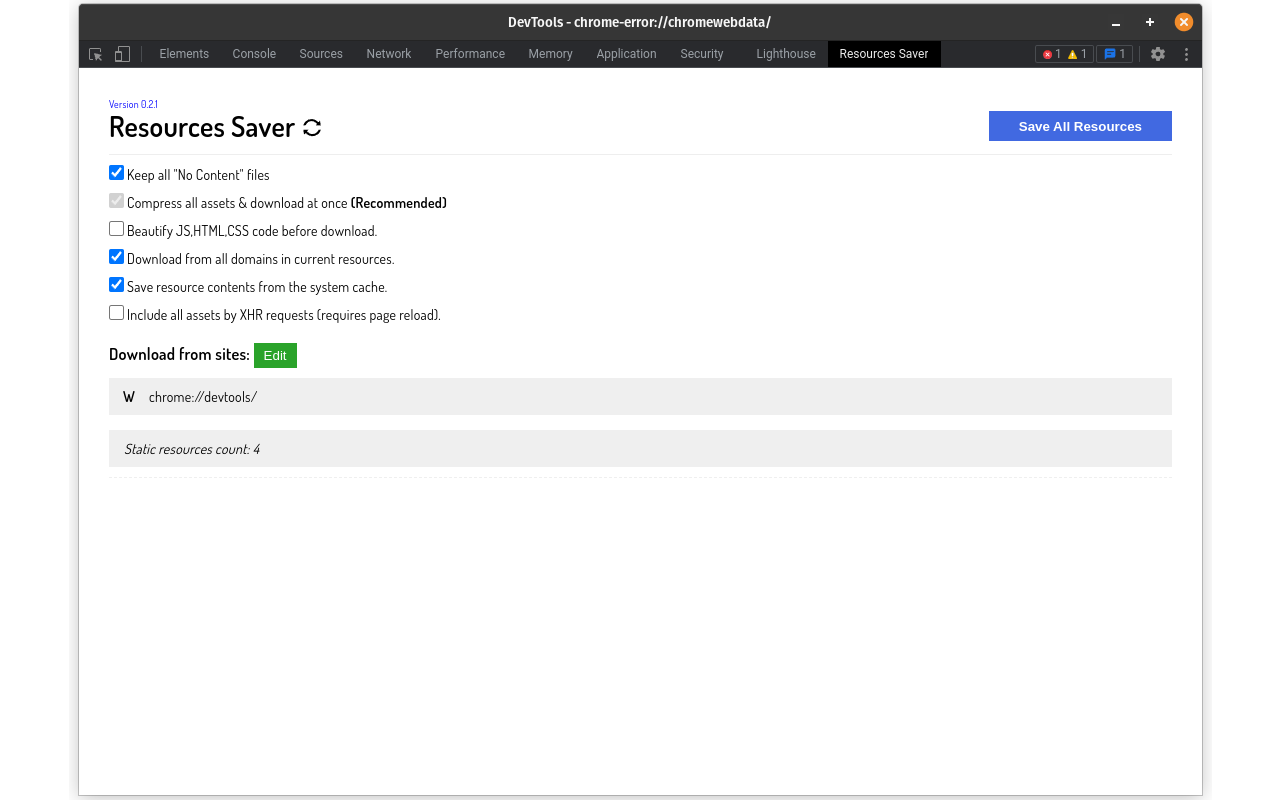 DevTools - chrome-error://chromewebdata/
Elements Console Sources Network Performance Memory Application Security Lighthouse Resources Saver 1 1 1
Version 0.2.1
Resources Saver
Save All Resources
Keep all "No Content" files
Compress all assets & download at once (Recommended)
Beautify JS,HTML,CSS code before download.
Download from all domains in current resources.
Save resource contents from the system cache.
Include all assets by XHR requests (requires page reload).
Download from sites: Edit
W chrome://devtools/
Static resources count: 4